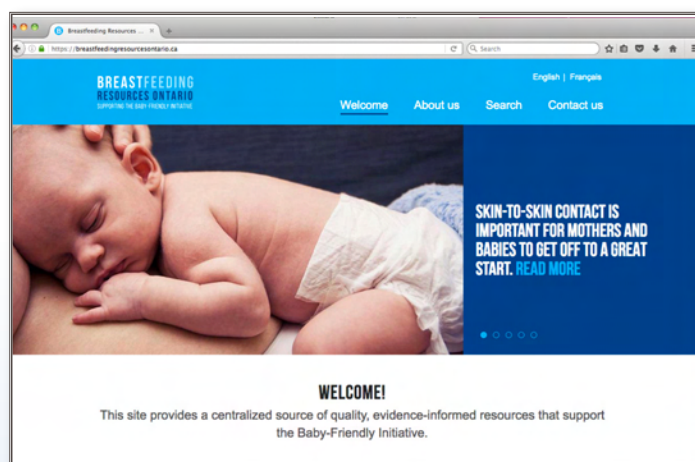 Breastfeeding Resources ...
https://breastfeedingresourcesontario.ca
Search
BREASTFEEDING
RESOURCES ONTARIO
SUPPORTING THE BABY-FRIENDLY INITIATIVE
English | Français
Welcome About us Search Contact us
SKIN-TO-SKIN CONTACT IS
IMPORTANT FOR MOTHERS AND
BABIES TO GET OFF TO A GREAT
START. READ MORE
WELCOME!
This site provides a centralized source of quality, evidence-informed resources that support
the Baby-Friendly Initiative.